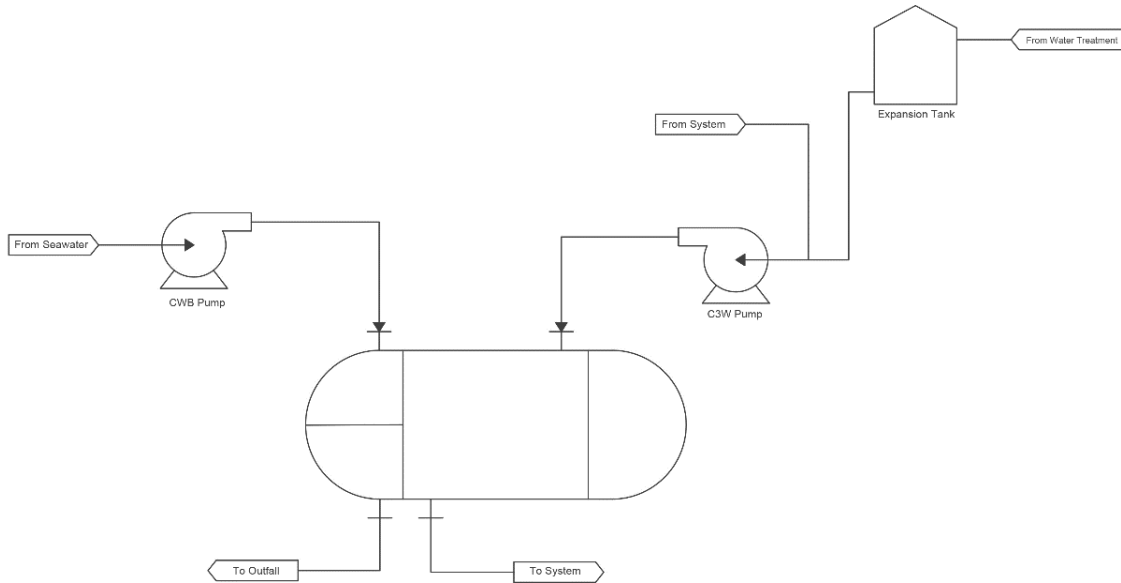 From Water Treatment
Expansion Tank
From System
From Seawater
CWB Pump
C3W Pump
To Outfall
To System